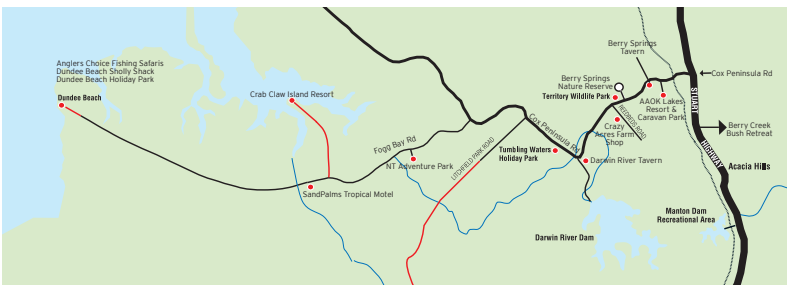 Anglers Choice Fishing Safaris
Dundee Beach Sholly Shack
Dundee Beach Holiday Park
Dundee Beach
Crab Claw Island Resort
Fogg Bay Rd
NT Adventure Park
SandPalms Tropical Motel
LITCHFIELD PARK ROAD
Cox Peninsula Rd
Tumbling Waters
Holiday Park
Darwin River Tavern
Darwin River Dam
Berry Springs
Tavern
Berry Springs
Nature Reserve
Territory Wildlife Park
Crazy
Acres Farm
Shop
REEDBEDS ROAD
AAOK Lakes
Resort &
Caravan Park
Cox Peninsula Rd
STUART
HIGHWAY
Berry Creek
Bush Retreat
Acacia Hills
Manton Dam
Recreational Area